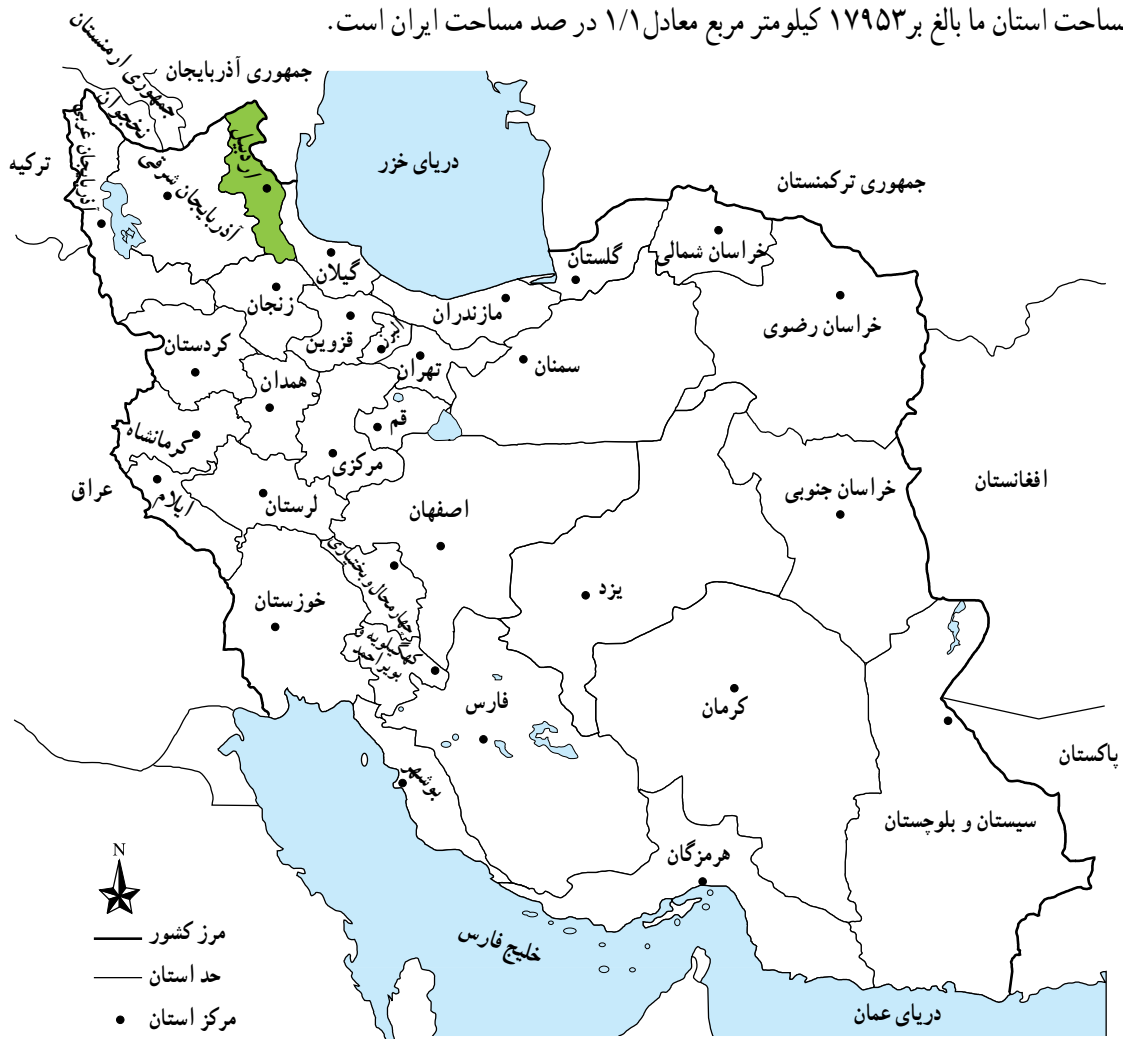 مساحت استان ما بالغ بر۱۷۹۵۳ کیلومتر مربع معادل۱/۱ در صد مساحت ایران است.
جمهوری ارمنستان
جمهوری آذربایجان
نخجوان
ترکیه
آذربایجان غربی
آذربایجان شرقی
اردبیل
دریای خزر
جمهوری ترکمنستان
گیلان
گلستان
خراسان شمالی
زنجان
مازندران
خراسان رضوی
قزوین
البرز
تهران
سمنان
کردستان
همدان
قم
کرمانشاه
مرکزی
افغانستان
عراق
ایلام
لرستان
اصفهان
خراسان جنوبی
چهارمحال و بختیاری
یزد
خوزستان
کهگیلویه و
بویراحمد
فارس
کرمان
پاکستان
بوشهر
سیستان و بلوچستان
هرمزگان
خلیج فارس
دریای عمان
N
مرز کشور
حد استان
مرکز استان